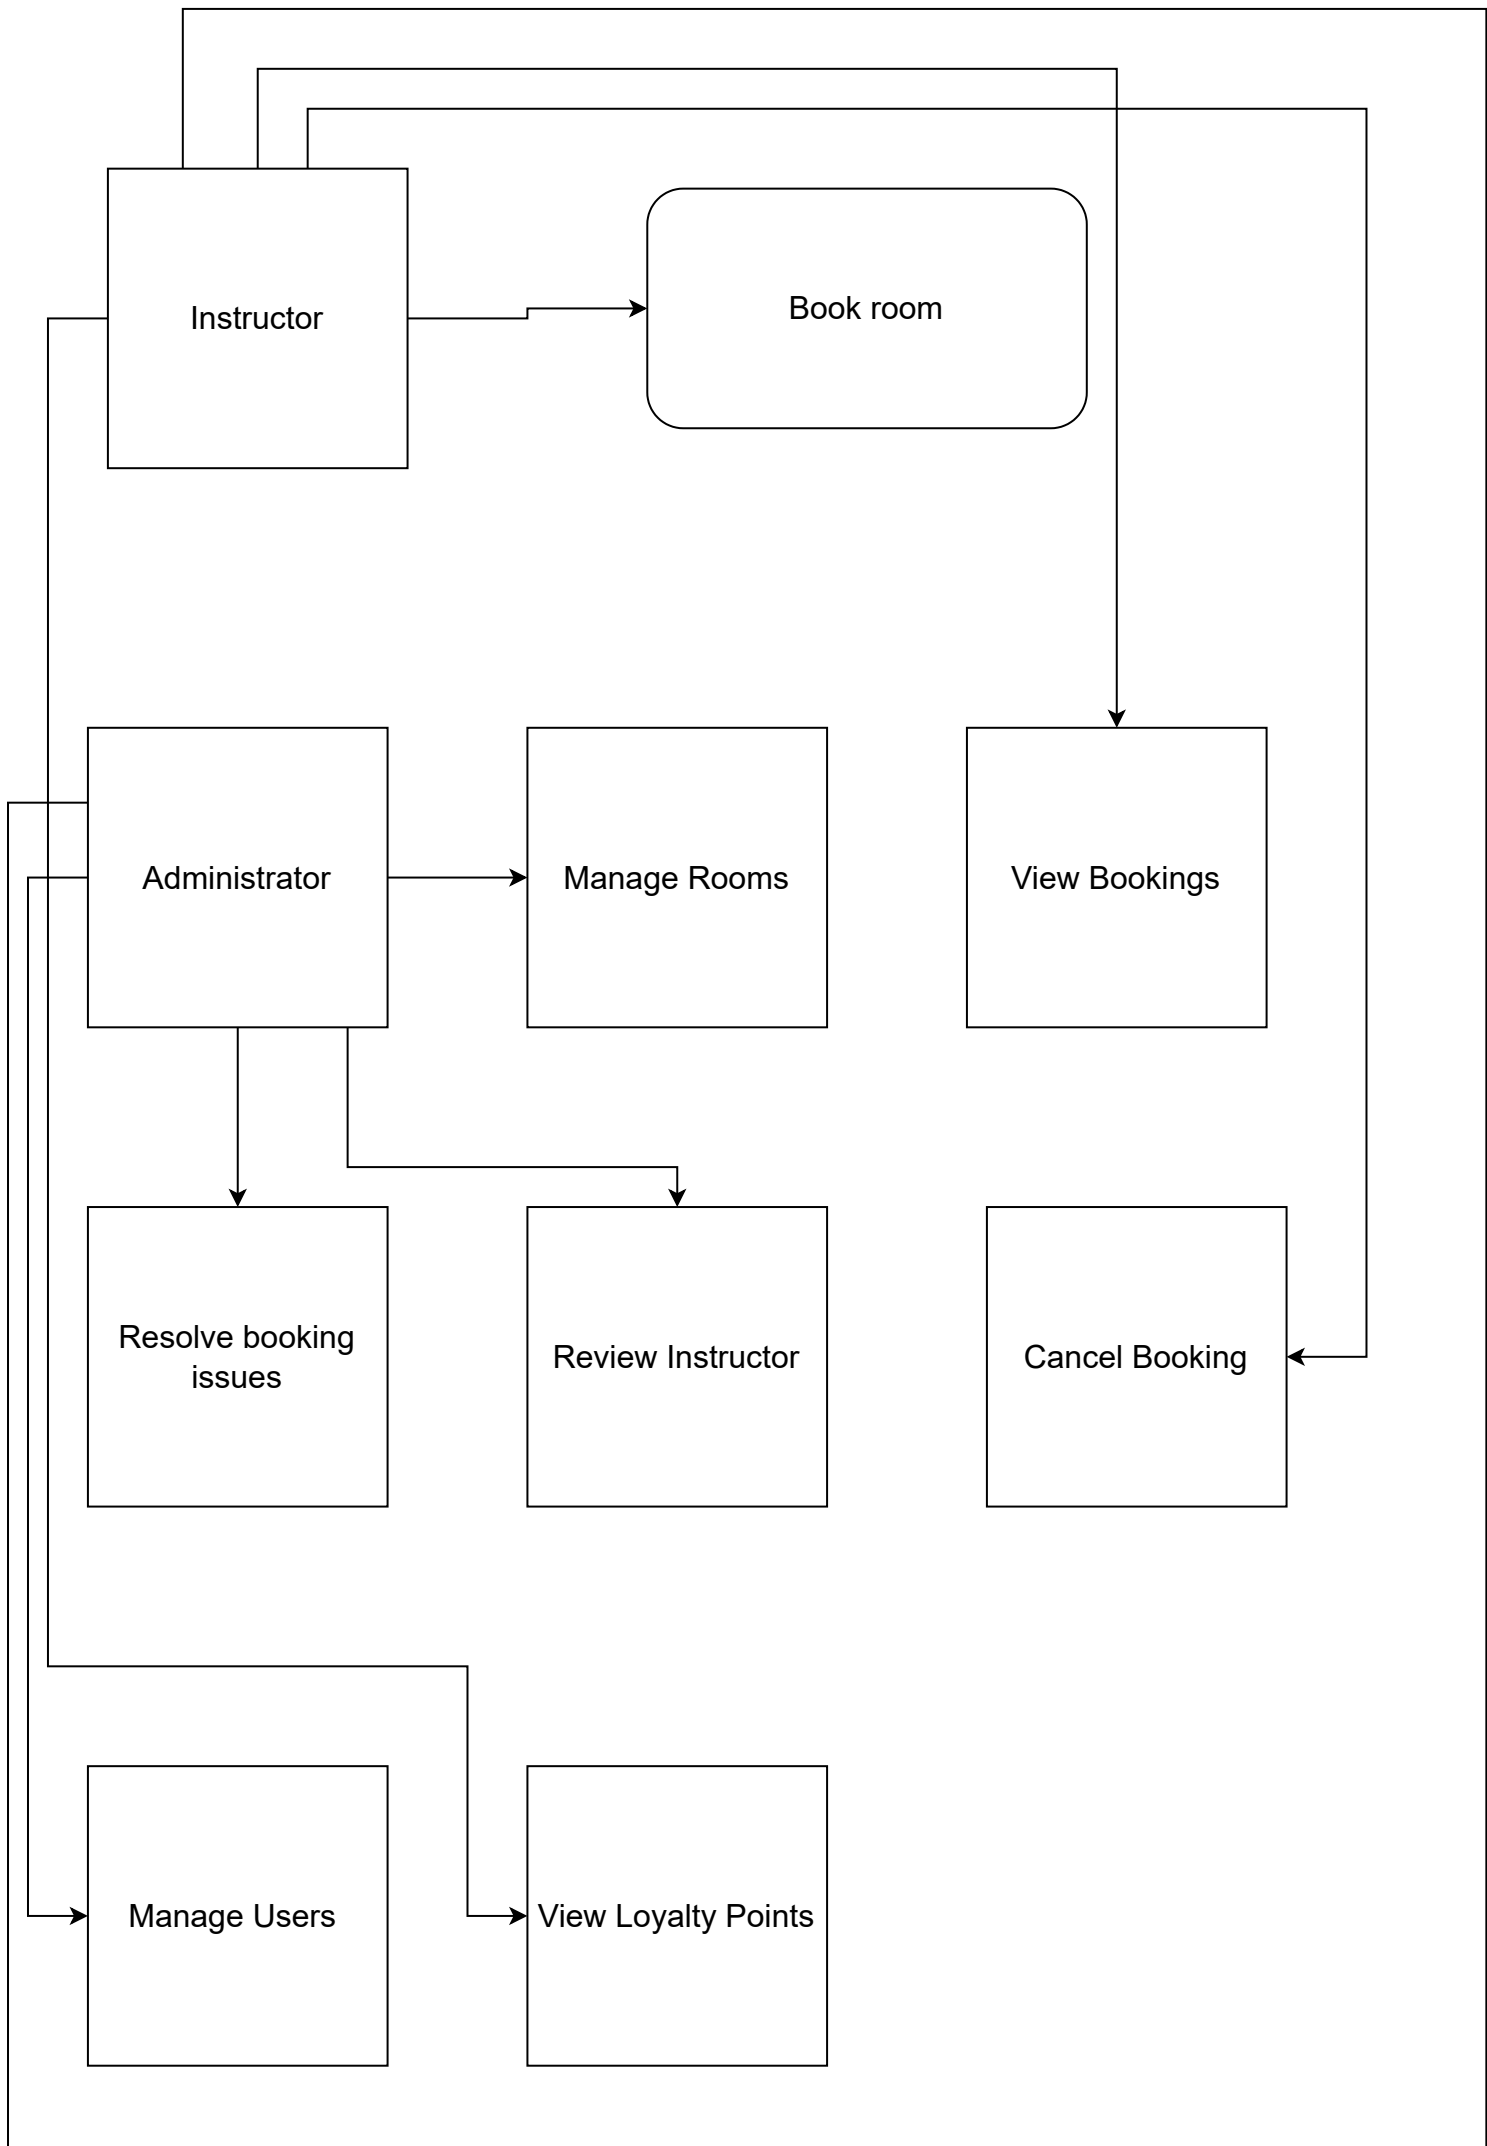 Instructor
Book room
Administrator
Manage Rooms
View Bookings
Resolve booking
issues
Review Instructor
Cancel Booking
Manage Users
View Loyalty Points